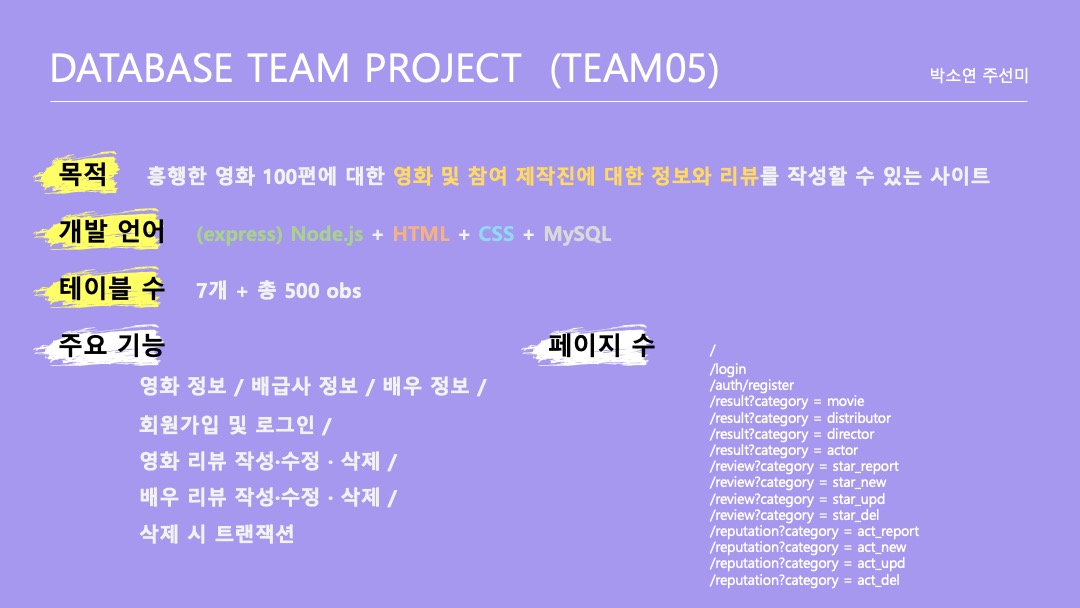 DATABASE TEAM PROJECT (TEAM05)
박소연 주선미
목적
흥행한 영화 100편에 대한 영화 및 참여 제작진에 대한 정보와 리뷰를 작성할 수 있는 사이트
개발 언어
(express) Node.js + HTML + CSS + MySQL
테이블 수
7개 + 총 500 obs
주요 기능
영화 정보 / 배급사 정보 / 배우 정보 /
회원가입 및 로그인 /
영화 리뷰 작성·수정 · 삭제 /
배우 리뷰 작성·수정 · 삭제 /
삭제 시 트랜잭션
페이지 수
/
/login
/auth/register
/result?category = movie
/result?category = distributor
/result?category = director
/result?category = actor
/review?category = star_report
/review?category = star_new
/review?category = star_upd
/review?category = star_del
/reputation?category = act_report
/reputation?category = act_new
/reputation?category = act_upd
/reputation?category = act_del